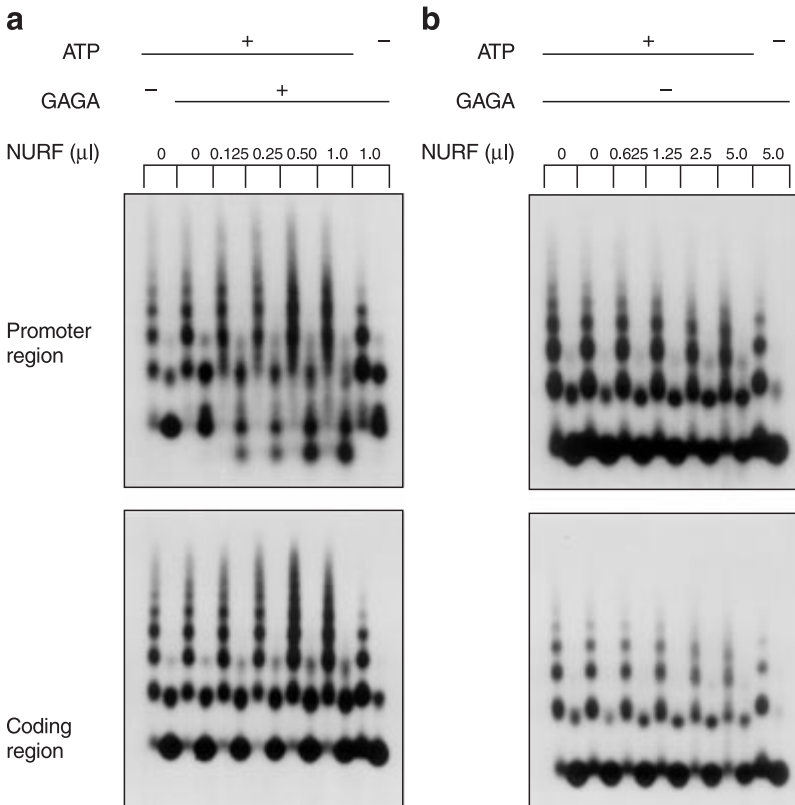 a
ATP + −
GAGA − +
NURF (μl) 0 0 0.125 0.25 0.50 1.0 1.0
Promoter
region
Coding
region
b
ATP + −
GAGA −
NURF (μl) 0 0 0.625 1.25 2.5 5.0 5.0